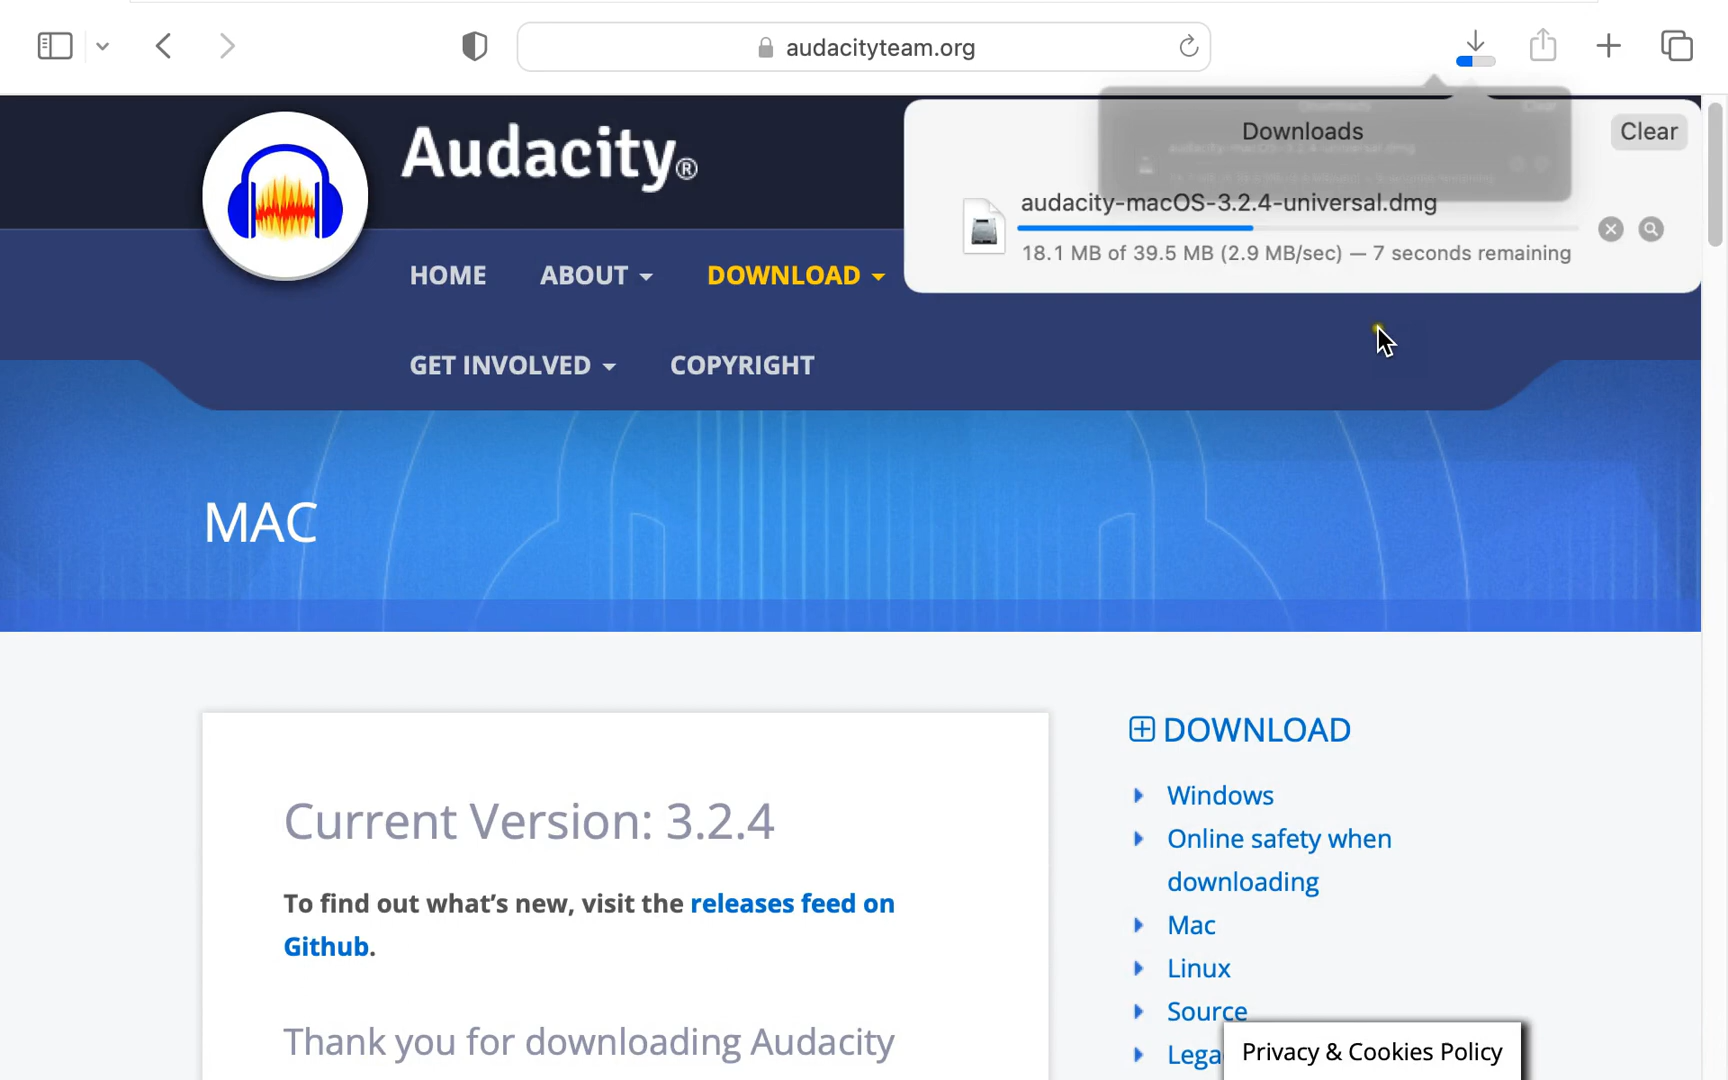 audacityteam.org
Audacity®
Downloads
Clear
audacity-macOS-3.2.4-universal.dmg
18.1 MB of 39.5 MB (2.9 MB/sec) — 7 seconds remaining
HOME
ABOUT
DOWNLOAD
GET INVOLVED
COPYRIGHT
MAC
Current Version: 3.2.4
To find out what's new, visit the releases feed on
Github.
Thank you for downloading Audacity
DOWNLOAD
Windows
Online safety when
downloading
Mac
Linux
Source
Privacy & Cookies Policy